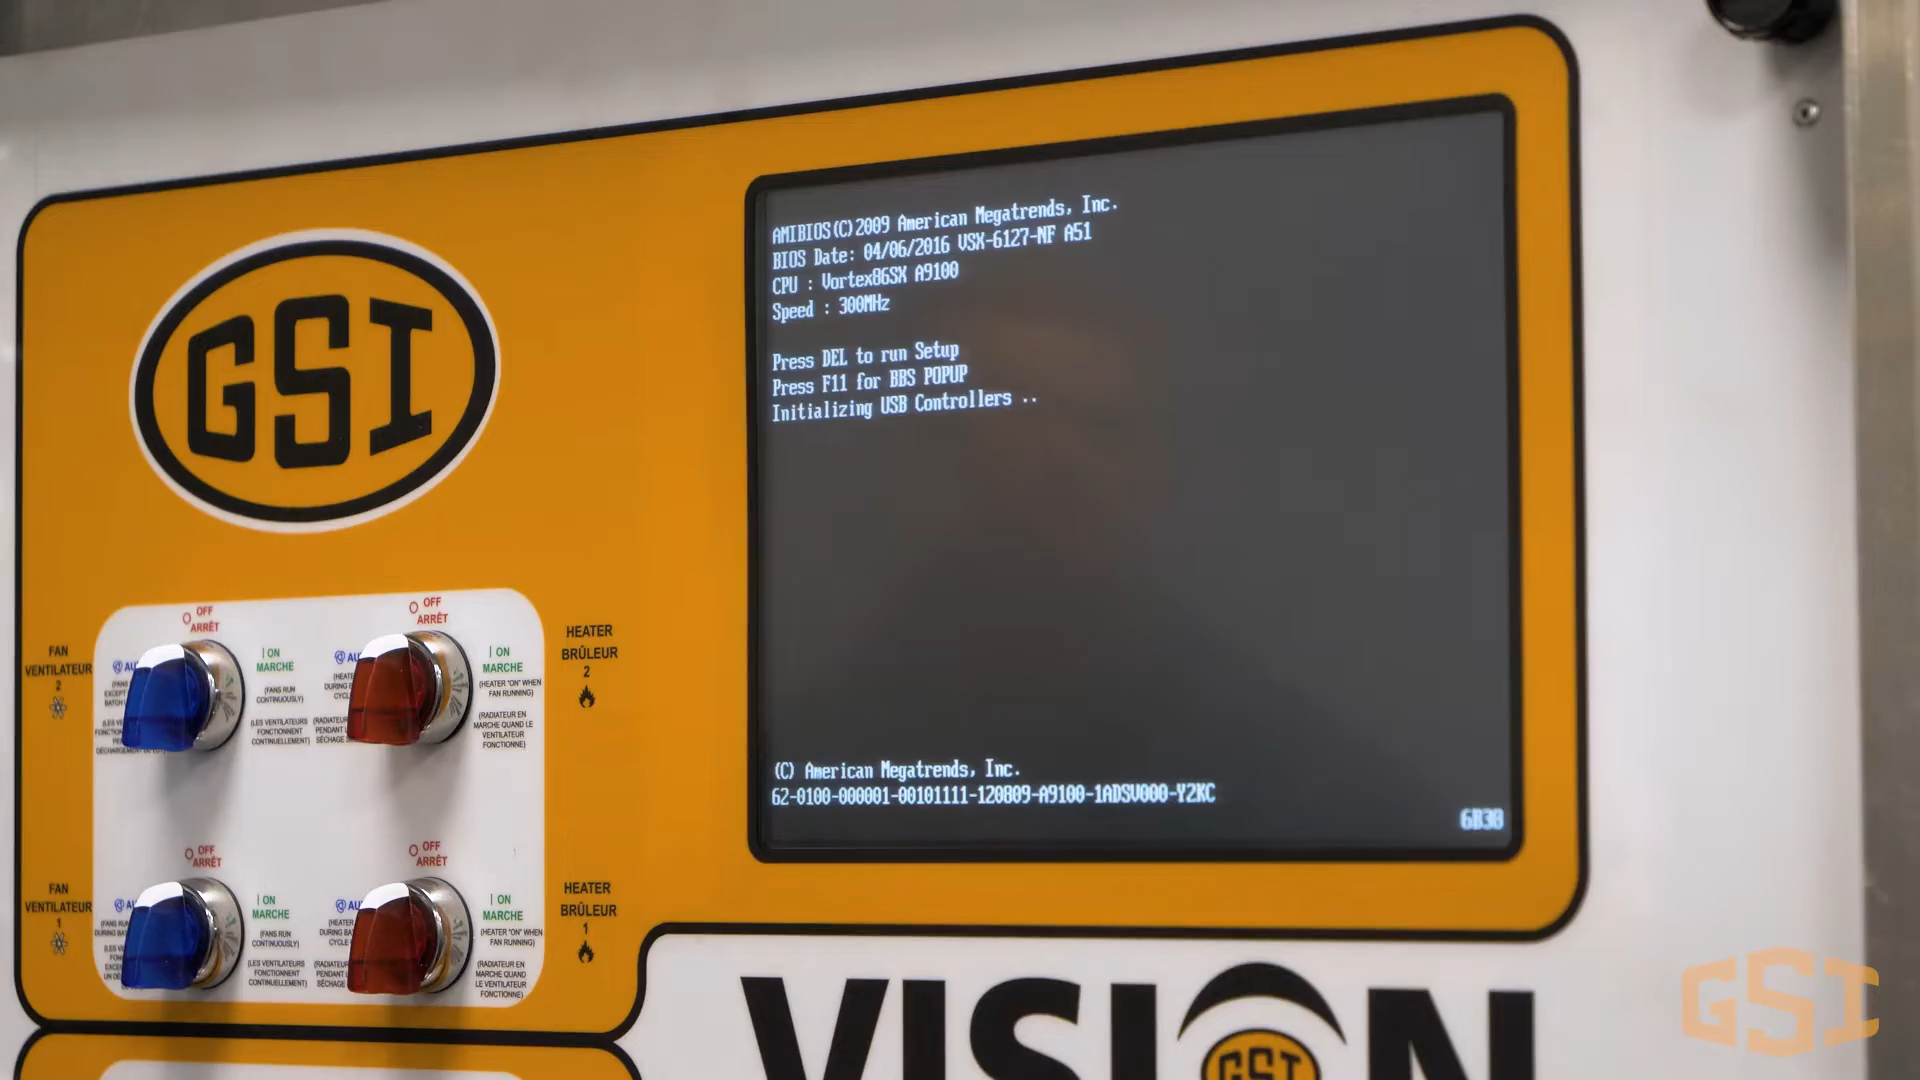 AMIBIOS(C)2009 American Megatrends, Inc.
BIOS Date: 04/06/2016 VSX-6127-NF A51
CPU : Vortex86SX A9100
Speed : 300MHz
Press DEL to run Setup
Press F11 for BBS POPUP
Initializing USB Controllers ..
(C) American Megatrends, Inc.
62-0100-000001-00101111-120809-A9100-1ADSV000-Y2KC
GSI
FAN
VENTILATEUR
2
OFF
ARRÊT
ON
MARCHE
(FANS RUN
CONTINUOUSLY)
(LES VENTILATEURS
FONCTIONNENT
CONTINUELLEMENT)
OFF
ARRÊT
ON
MARCHE
(HEATER "ON" WHEN
FAN RUNNING)
(RADIATEUR EN
MARCHE QUAND LE
VENTILATEUR
FONCTIONNE)
HEATER
BRÛLEUR
2
FAN
VENTILATEUR
1
OFF
ARRÊT
ON
MARCHE
(FANS RUN
CONTINUOUSLY)
(LES VENTILATEURS
FONCTIONNENT
CONTINUELLEMENT)
OFF
ARRÊT
ON
MARCHE
(HEATER "ON" WHEN
FAN RUNNING)
(RADIATEUR EN
MARCHE QUAND
LE VENTILATEUR
FONCTIONNE)
HEATER
BRÛLEUR
1
VISION
GSI
GSI